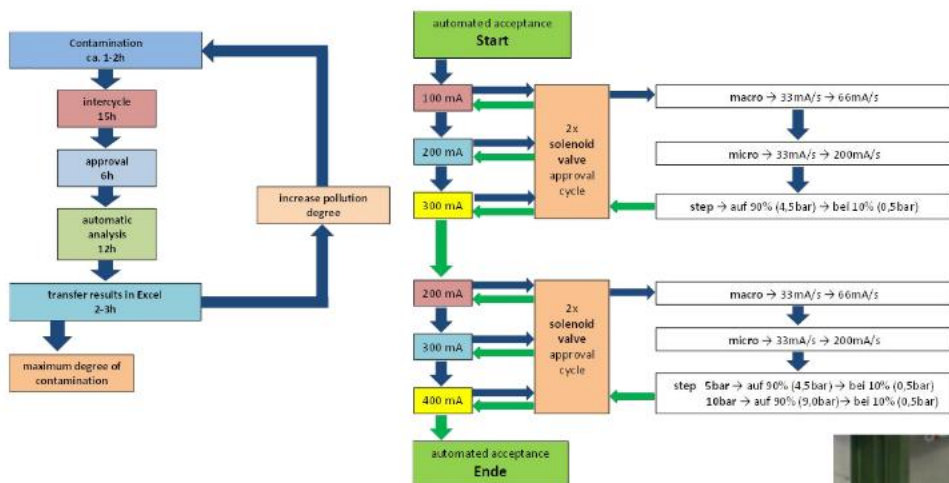 Contamination
ca. 1-2h
intercycle
15h
approval
6h
automatic
analysis
12h
transfer results in Excel
2-3h
maximum degree of
contamination
increase pollution
degree
automated acceptance
Start
100 mA
200 mA
300 mA
2x
solenoid
valve
approval
cycle
macro → 33mA/s → 66mA/s
micro → 33mA/s → 200mA/s
step → auf 90% (4,5bar) → bei 10% (0,5bar)
200 mA
300 mA
400 mA
2x
solenoid
valve
approval
cycle
macro → 33mA/s → 66mA/s
micro → 33mA/s → 200mA/s
step 5bar → auf 90% (4,5bar) → bei 10% (0,5bar)
10bar → auf 90% (9,0bar) → bei 10% (0,5bar)
automated acceptance
Ende